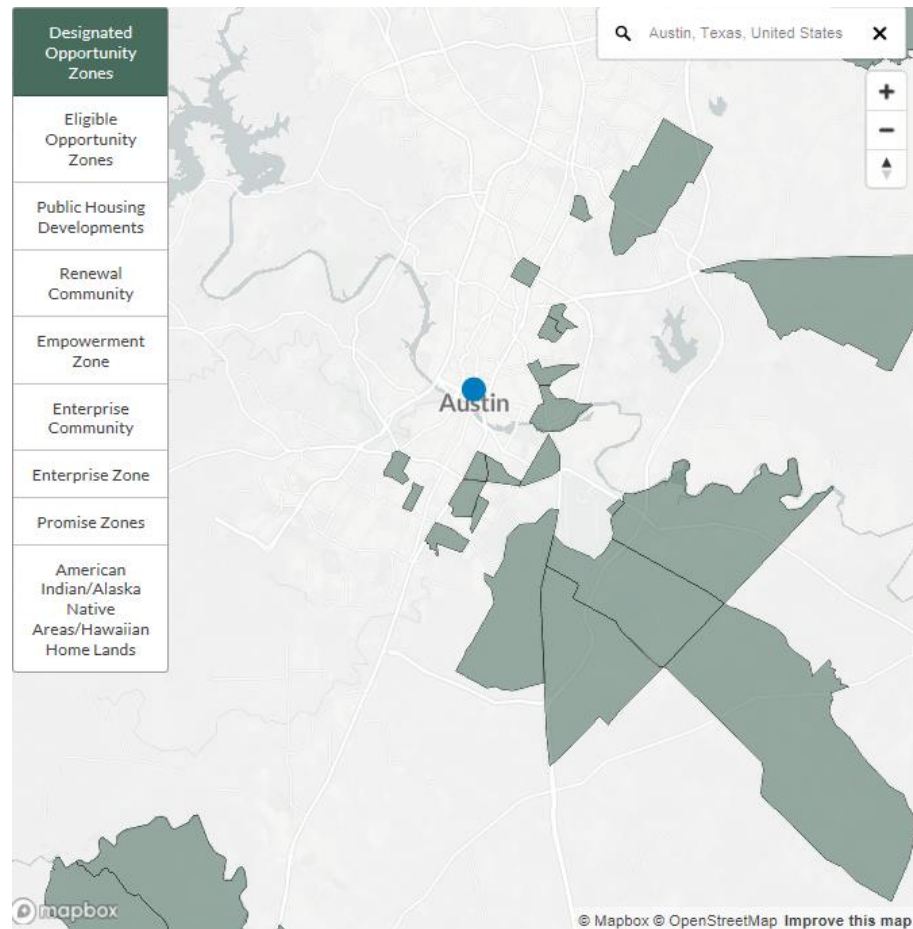 Designated
Opportunity
Zones
Eligible
Opportunity
Zones
Public Housing
Developments
Renewal
Community
Empowerment
Zone
Enterprise
Community
Enterprise Zone
Promise Zones
American
Indian/Alaska
Native
Areas/Hawaiian
Home Lands
Austin, Texas, United States
Austin
mapbox
© Mapbox © OpenStreetMap Improve this map